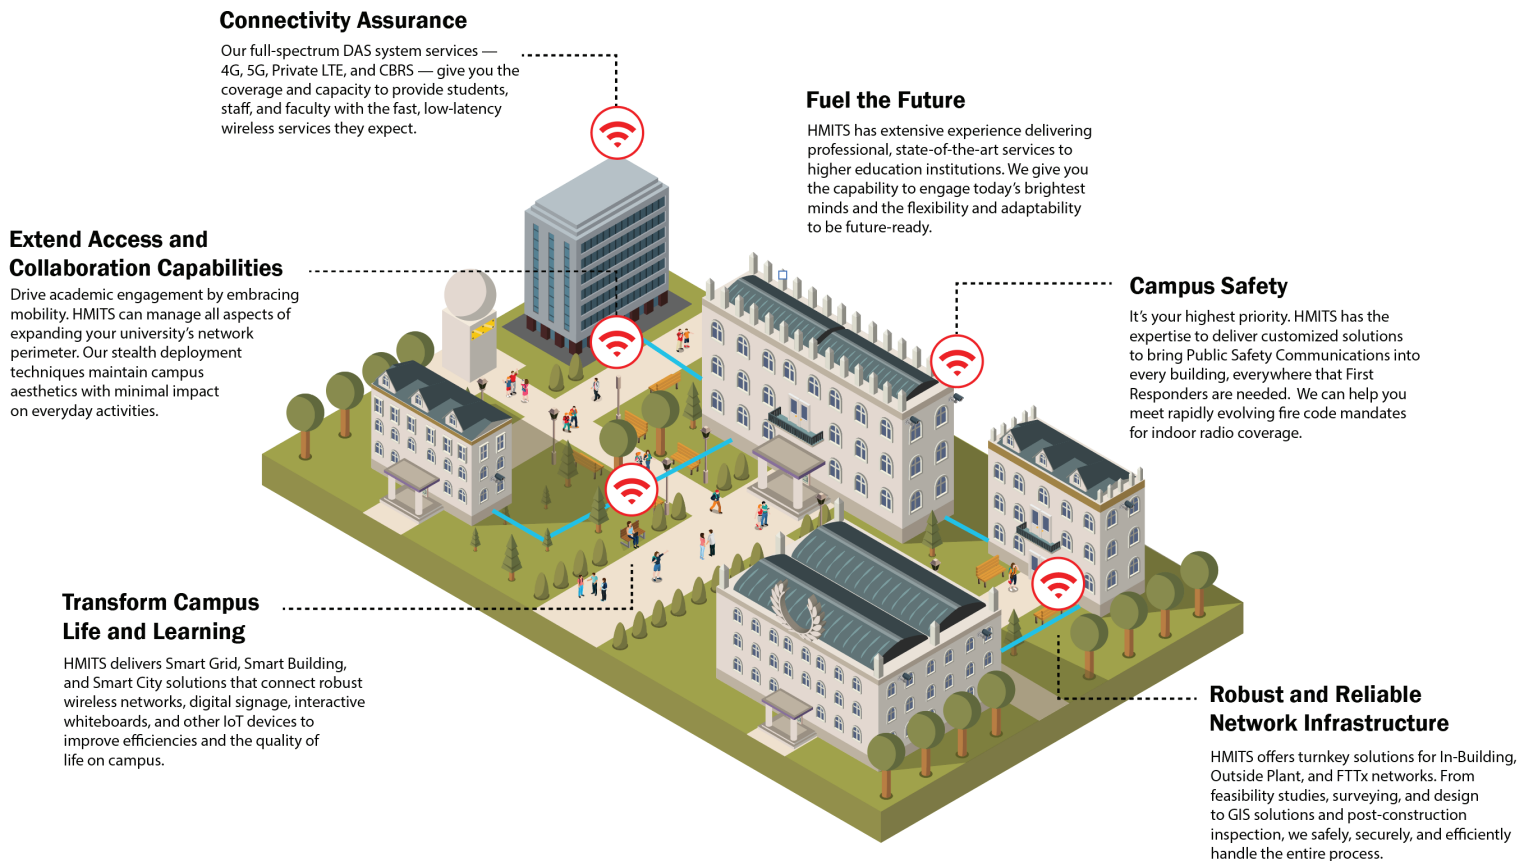 Connectivity Assurance
Our full-spectrum DAS system services —
4G, 5G, Private LTE, and CBRS — give you the
coverage and capacity to provide students,
staff, and faculty with the fast, low-latency
wireless services they expect.
Fuel the Future
HMITS has extensive experience delivering
professional, state-of-the-art services to
higher education institutions. We give you
the capability to engage today's brightest
minds and the flexibility and adaptability
to be future-ready.
Extend Access and
Collaboration Capabilities
Drive academic engagement by embracing
mobility. HMITS can manage all aspects of
expanding your university's network
perimeter. Our stealth deployment
techniques maintain campus
aesthetics with minimal impact
on everyday activities.
Campus Safety
It's your highest priority. HMITS has the
expertise to deliver customized solutions
to bring Public Safety Communications into
every building, everywhere that First
Responders are needed.  We can help you
meet rapidly evolving fire code mandates
for indoor radio coverage.
Transform Campus
Life and Learning
HMITS delivers Smart Grid, Smart Building,
and Smart City solutions that connect robust
wireless networks, digital signage, interactive
whiteboards, and other IoT devices to
improve efficiencies and the quality of
life on campus.
Robust and Reliable
Network Infrastructure
HMITS offers turnkey solutions for In-Building,
Outside Plant, and FTTx networks. From
feasibility studies, surveying, and design
to GIS solutions and post-construction
inspection, we safely, securely, and efficiently
handle the entire process.